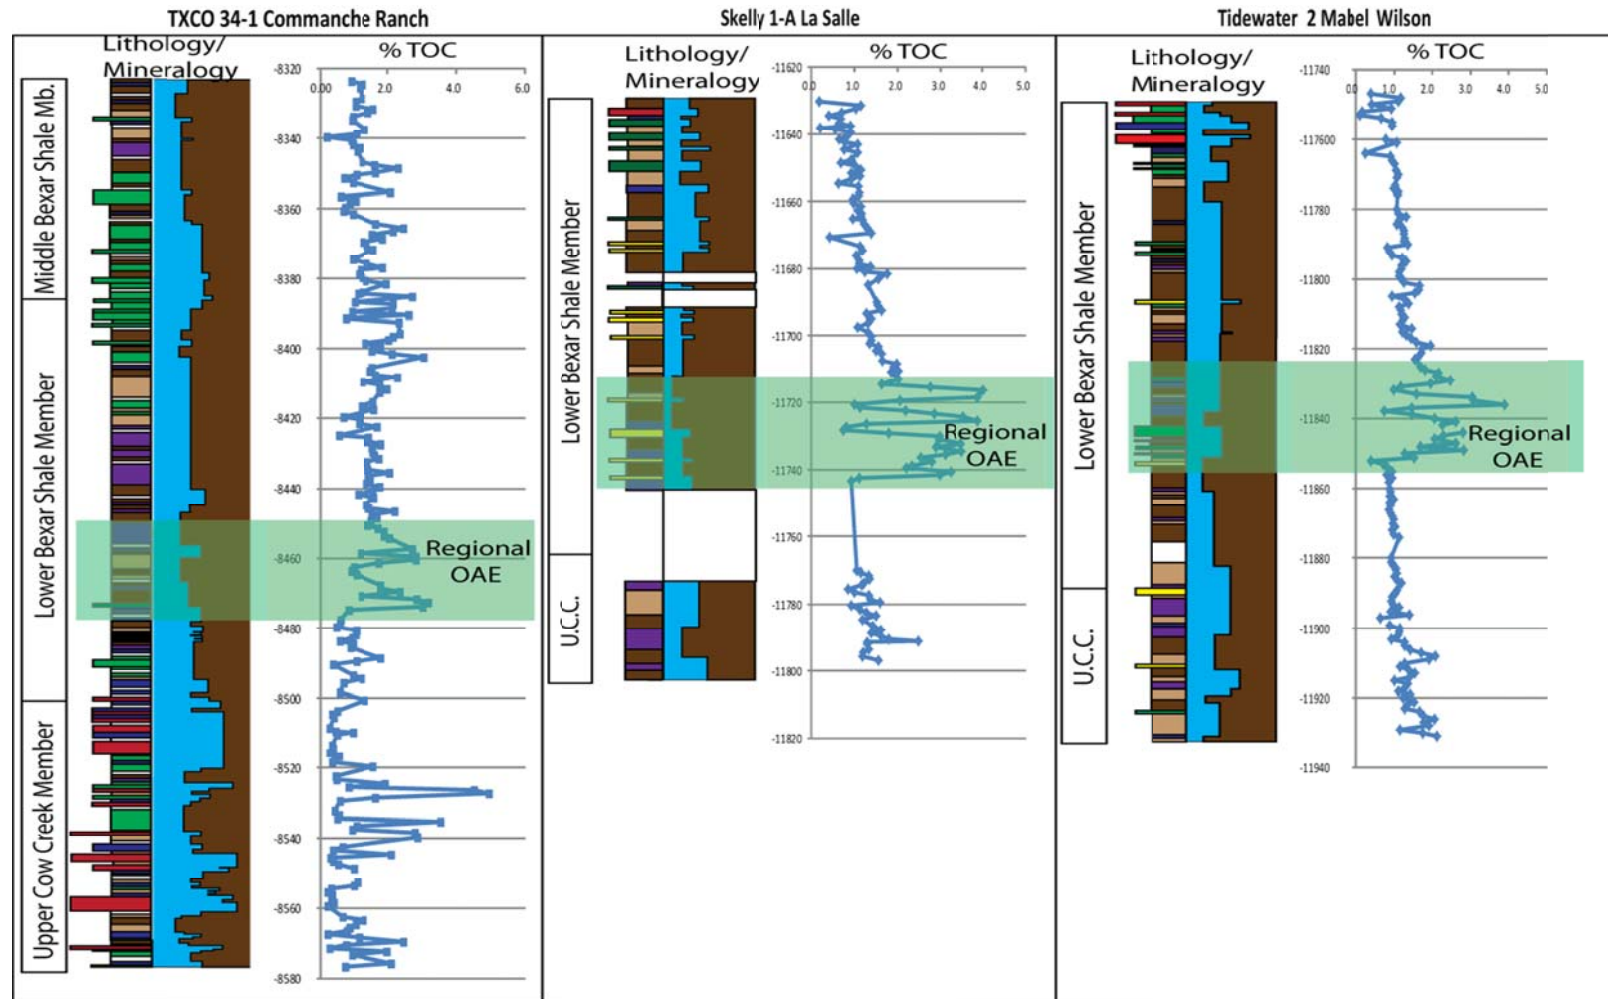 TXCO 34-1 Commanche Ranch
Lithology/
Mineralogy
% TOC
0.00
2.0
4.0
6.0
-8320
-8340
-8360
-8380
-8400
-8420
-8440
-8460
-8480
-8500
-8520
-8540
-8560
-8580
Middle Bexar Shale Mb.
Lower Bexar Shale Member
Upper Cow Creek Member
Regional
OAE
Skelly 1-A La Salle
Lithology/
Mineralogy
% TOC
0.0
1.0
2.0
3.0
4.0
5.0
-11620
-11640
-11660
-11680
-11700
-11720
-11740
-11760
-11780
-11800
-11820
Lower Bexar Shale Member
U.C.C.
Regional
OAE
Tidewater 2 Mabel Wilson
Lithology/
Mineralogy
% TOC
0.0
1.0
2.0
3.0
4.0
5.0
-11740
-117600
-11780
-11800
-11820
-11840
-11860
-11880
-11900
-11920
-11940
Lower Bexar Shale Member
U.C.C.
Regional
OAE